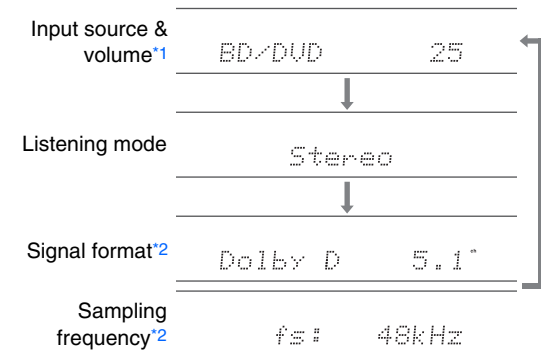 Input source &
volume*1
BD/DVD 25
Listening mode
Stereo
Signal format*2
Dolby D 5.1
Sampling
frequency*2
fs: 48kHz